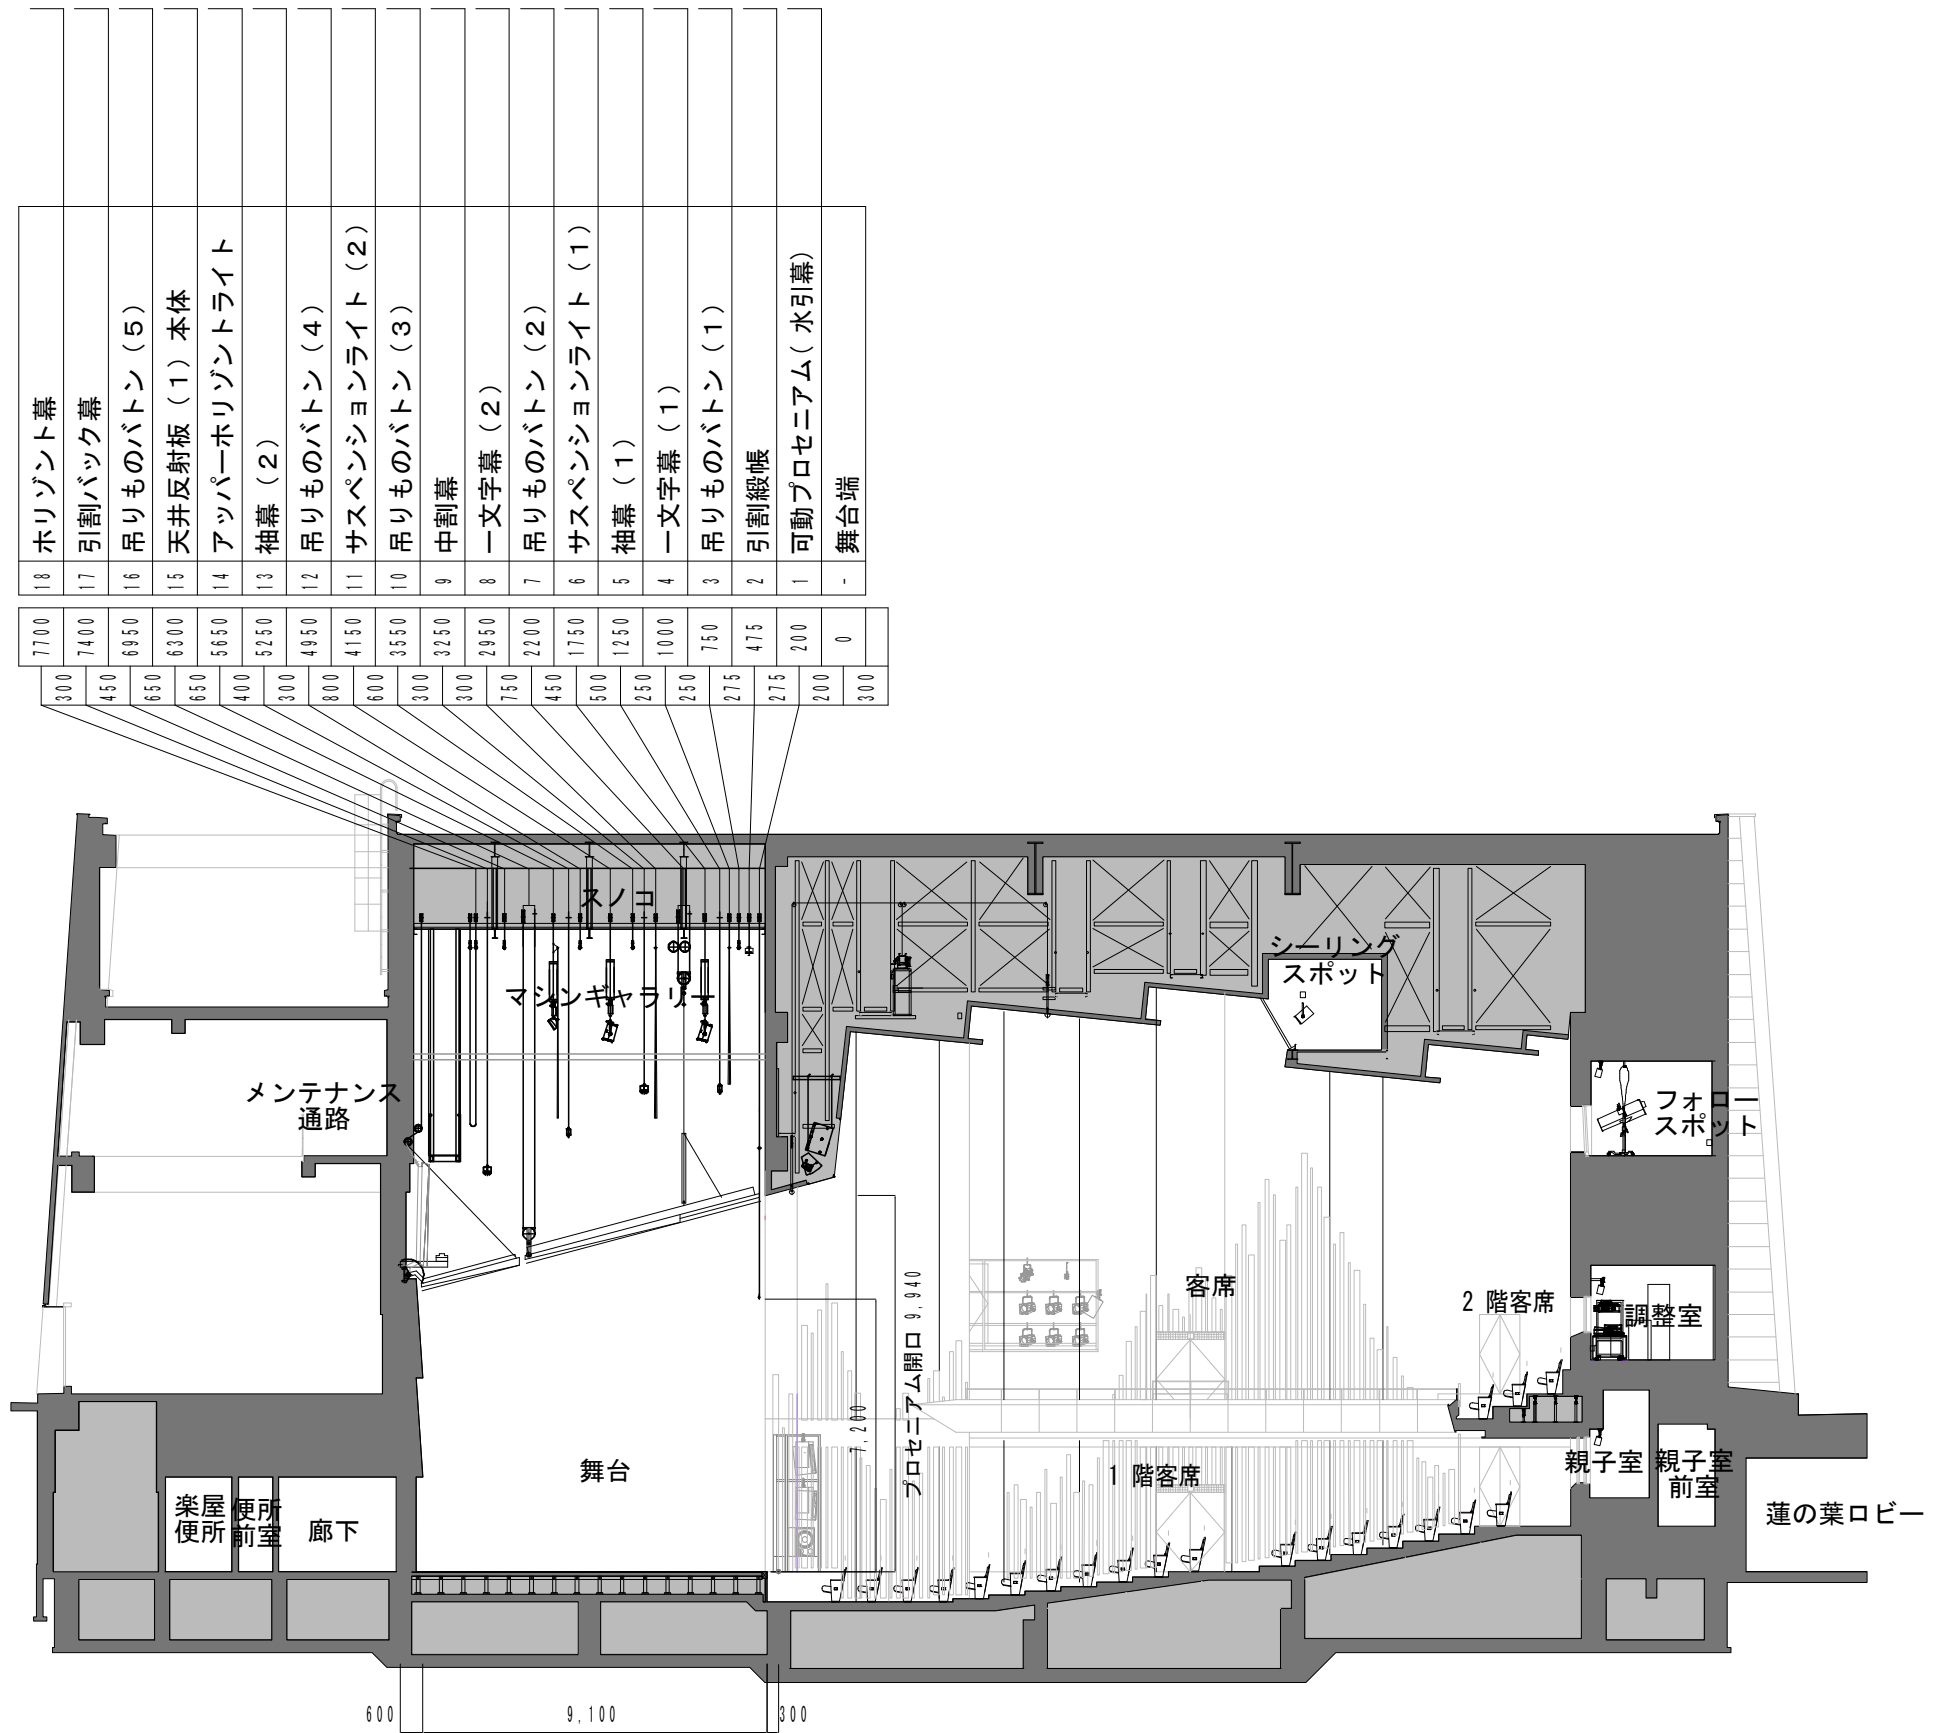 18 ホリゾント幕
17 引割バック幕
16 吊りものバトン（5）
15 天井反射板（1）本体
14 アッパーホリゾントライト
13 袖幕（2）
12 吊りものバトン（4）
11 サスペンションライト（2）
10 吊りものバトン（3）
9 中割幕
8 一文字幕（2）
7 吊りものバトン（2）
6 サスペンションライト（1）
5 袖幕（1）
4 一文字幕（1）
3 吊りものバトン（1）
2 引割緞帳
1 可動プロセニアム（水引幕）
- 舞台端
7700 7400 6950 6300 5650 5250 4950 4150 3550 3250 2950 2200 1750 1250 1000 750 475 200 0
300 450 650 650 400 300 800 600 300 300 750 450 500 250 250 275 275 200 300
スノコ
マシンギャラリー
シーリング
スポット
メンテナンス
通路
フォロー
スポット
客席
2 階客席
調整室
プロセニアム開口 9,940
7,200
舞台
1 階客席
親子室
親子室
前室
蓮の葉ロビー
楽屋
便所
便所
前室
廊下
600
9,100
300